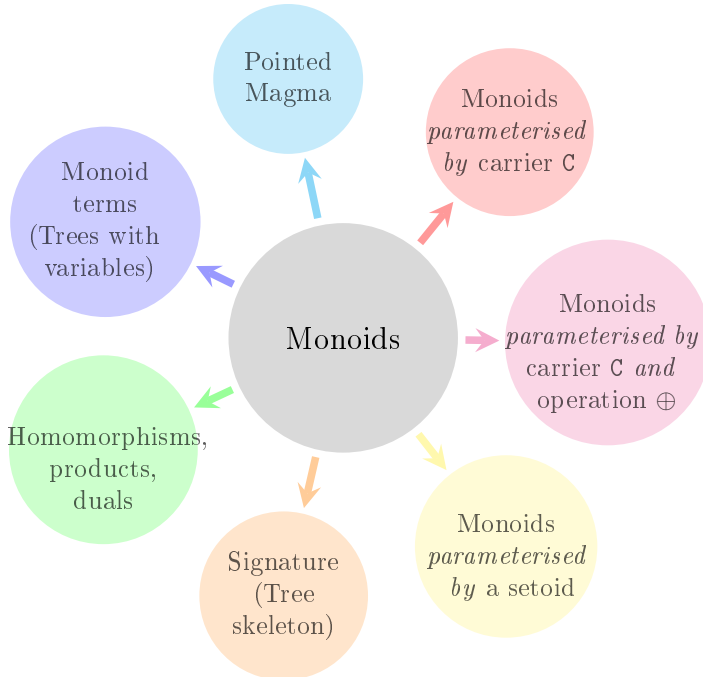 Pointed
Magma
Monoids
parameterised
by carrier C
Monoid
terms
(Trees with
variables)
Monoids
Monoids
parameterised by
carrier C and
operation ⊕
Homomorphisms,
products,
duals
Signature
(Tree
skeleton)
Monoids
parameterised
by a setoid